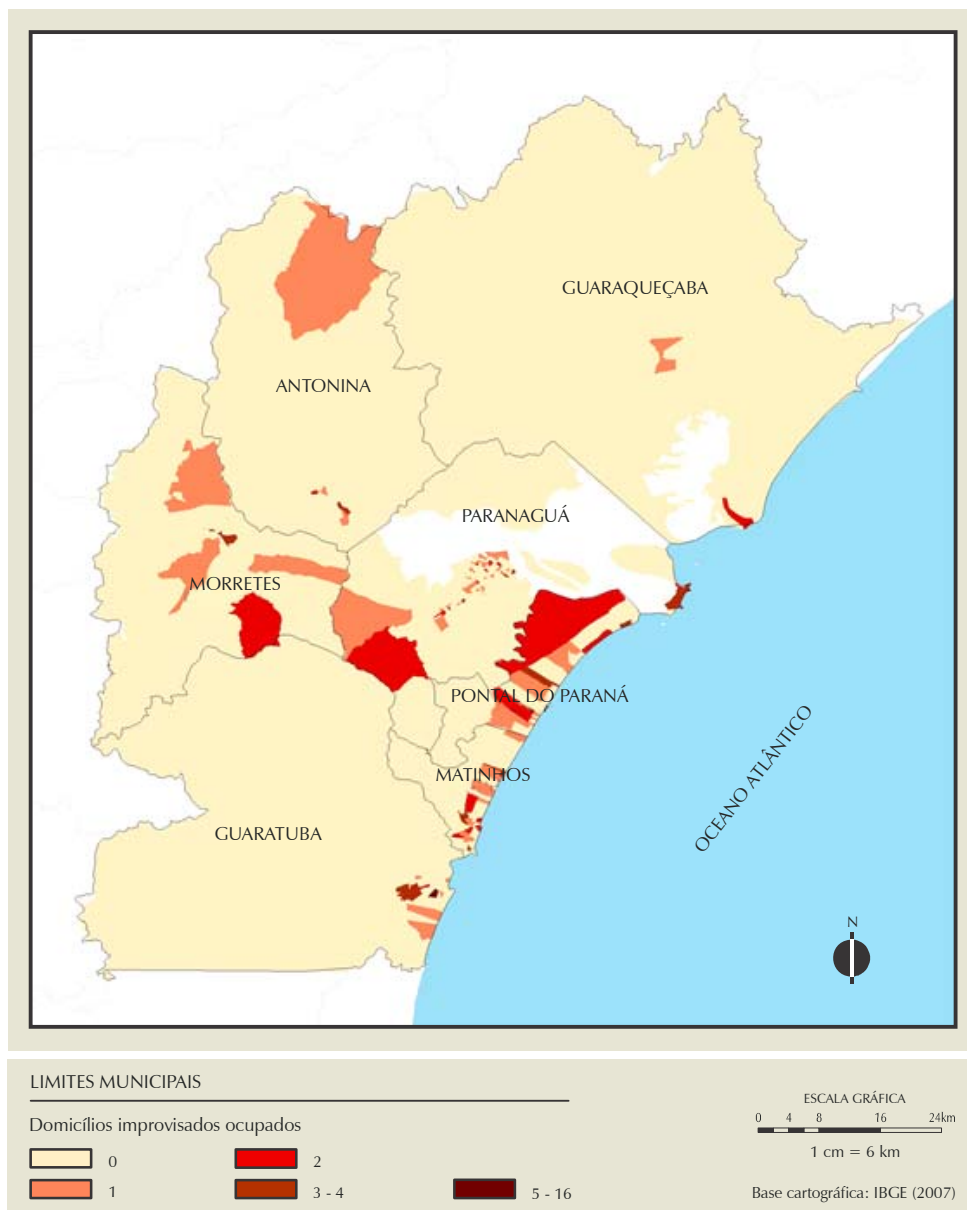 GUARAQUEÇABA
ANTONINA
PARANAGUÁ
MORRETES
PONTAL DO PARANÁ
MATINHOS
GUARATUBA
OCEANO ATLÂNTICO
N
LIMITES MUNICIPAIS
Domicílios improvisados ocupados
0
2
1
3 - 4
5 - 16
ESCALA GRÁFICA
0 4 8 16 24km
1 cm = 6 km
Base cartográfica: IBGE (2007)